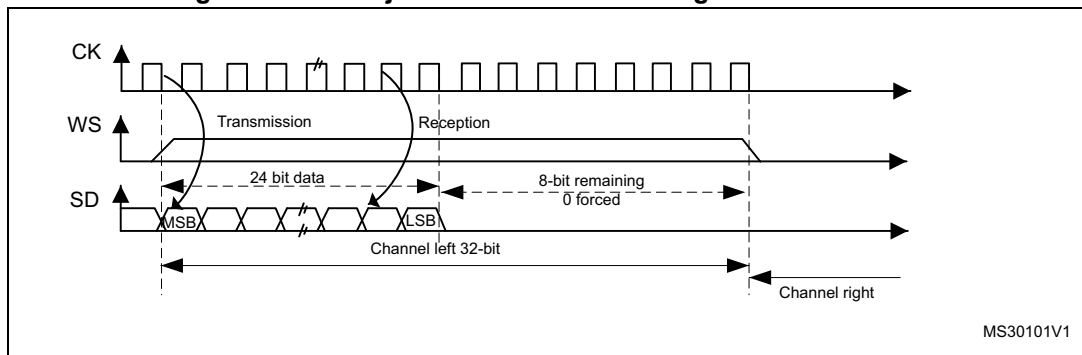 CK
WS
Transmission
Reception
24 bit data
8-bit remaining
0 forced
SD
MSB
LSB
Channel left 32-bit
Channel right
MS30101V1